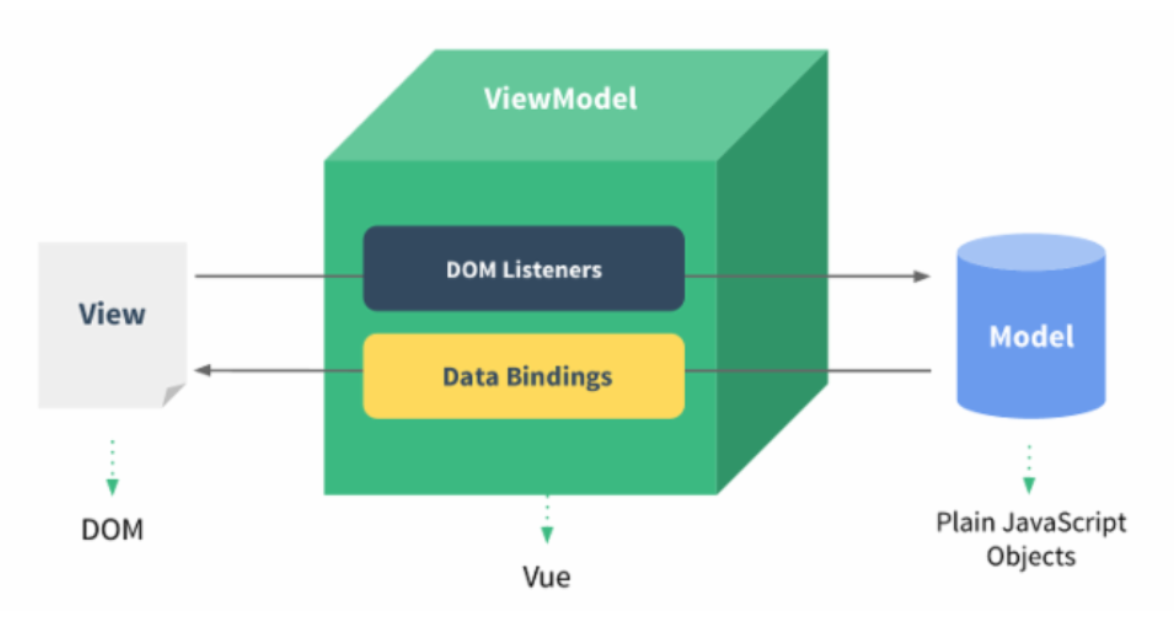 ViewModel
DOM Listeners
View
Data Bindings
Model
DOM
Vue
Plain JavaScript
Objects